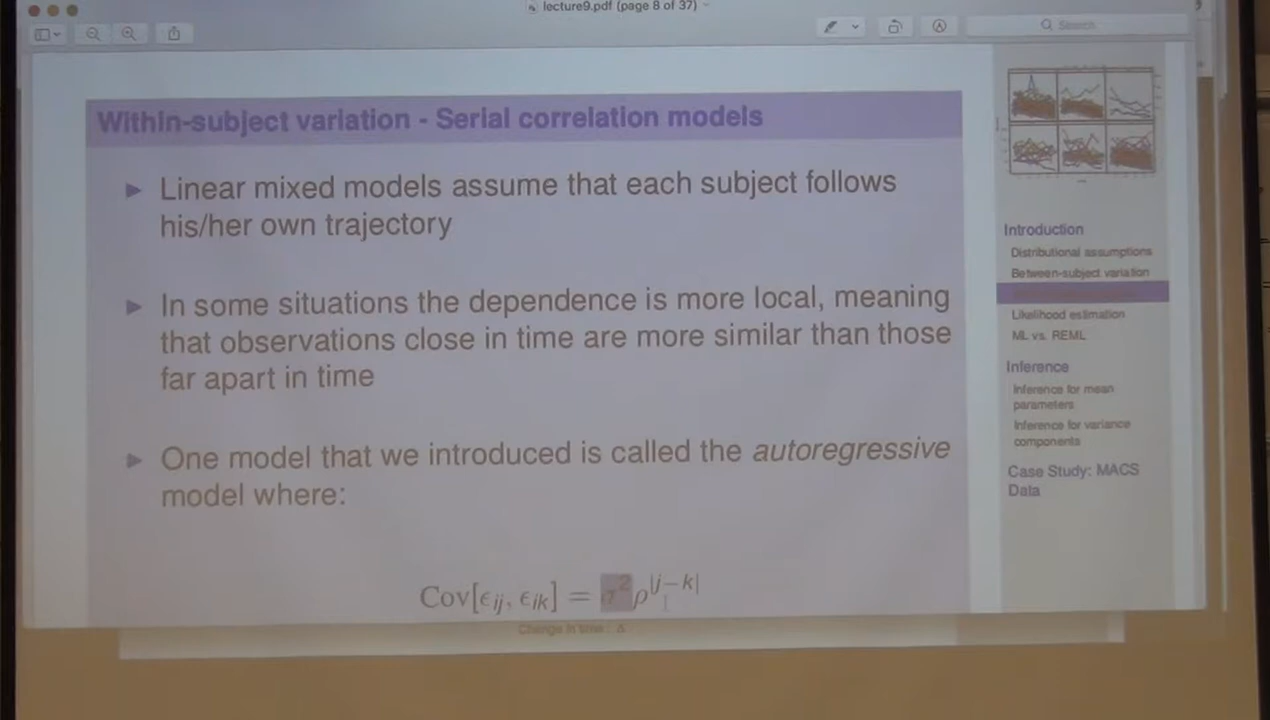 lecture9.pdf (page 8 of 37)
Search
Within-subject variation - Serial correlation models
Linear mixed models assume that each subject follows
his/her own trajectory
In some situations the dependence is more local, meaning
that observations close in time are more similar than those
far apart in time
One model that we introduced is called the autoregressive
model where:
Cov[ϵij, ϵik] = σ²ρ|j−k|
Introduction
Distributional assumptions
Between-subject variation
Likelihood estimation
ML vs. REML
Inference
Inference for mean
parameters
Inference for variance
components
Case Study: MACS
Data
Change in time : Δ